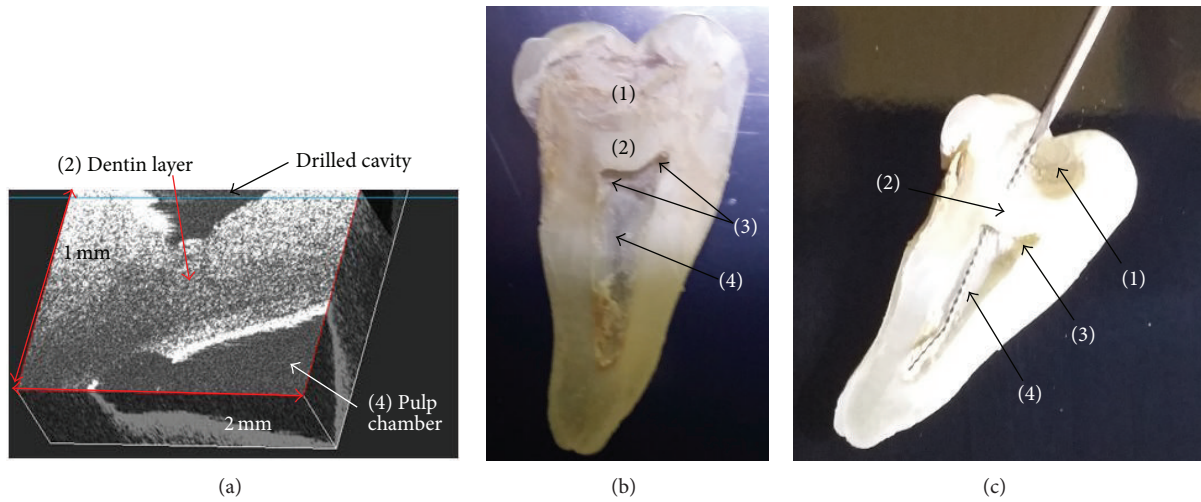 (2) Dentin layer
Drilled cavity
1 mm
2 mm
(4) Pulp
chamber
(a)
(1)
(2)
(3)
(4)
(b)
(2)
(1)
(3)
(4)
(c)